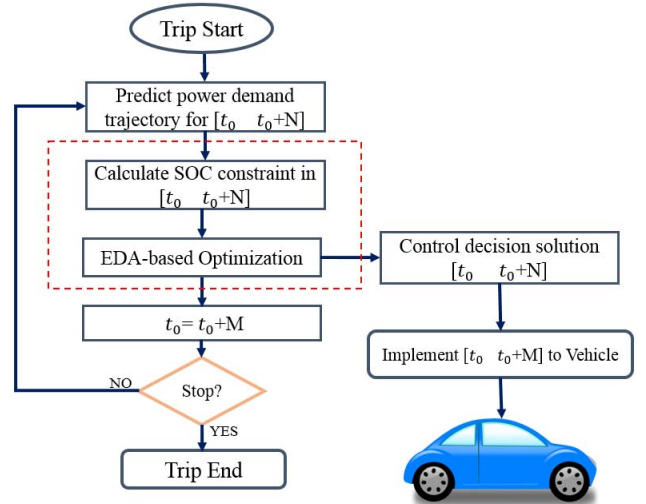 Trip Start
Predict power demand
trajectory for [t₀ t₀+N]
Calculate SOC constraint in
[t₀ t₀+N]
EDA-based Optimization
Control decision solution
[t₀ t₀+N]
t₀= t₀+M
Implement [t₀ t₀+M] to Vehicle
Stop?
NO
YES
Trip End